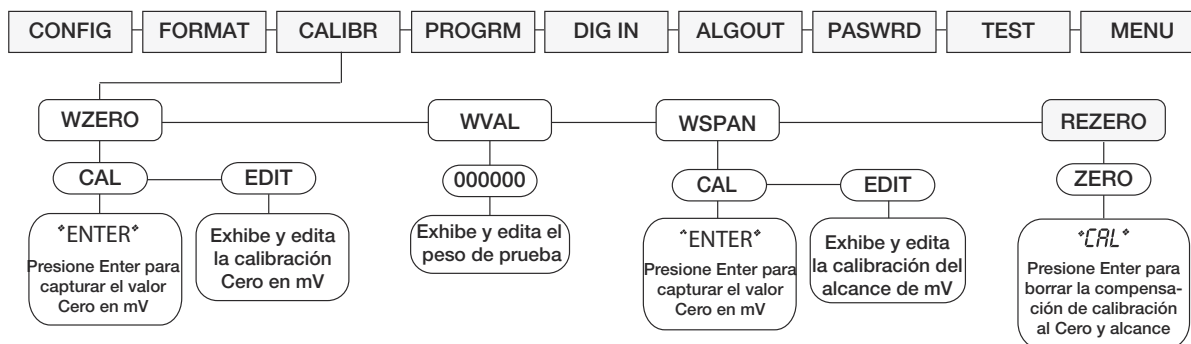 CONFIG
FORMAT
CALIBR
PROGRM
DIG IN
ALGOUT
PASWRD
TEST
MENU
WZERO
WVAL
WSPAN
REZERO
CAL
EDIT
000000
CAL
EDIT
ZERO
*ENTER*
Presione Enter para
capturar el valor
Cero en mV
Exhibe y edita
la calibración
Cero en mV
Exhibe y edita el
peso de prueba
*ENTER*
Presione Enter para
capturar el valor
Cero en mV
Exhibe y edita
la calibración del
alcance de mV
*CAL*
Presione Enter para
borrar la compensa-
ción de calibración
al Cero y alcance